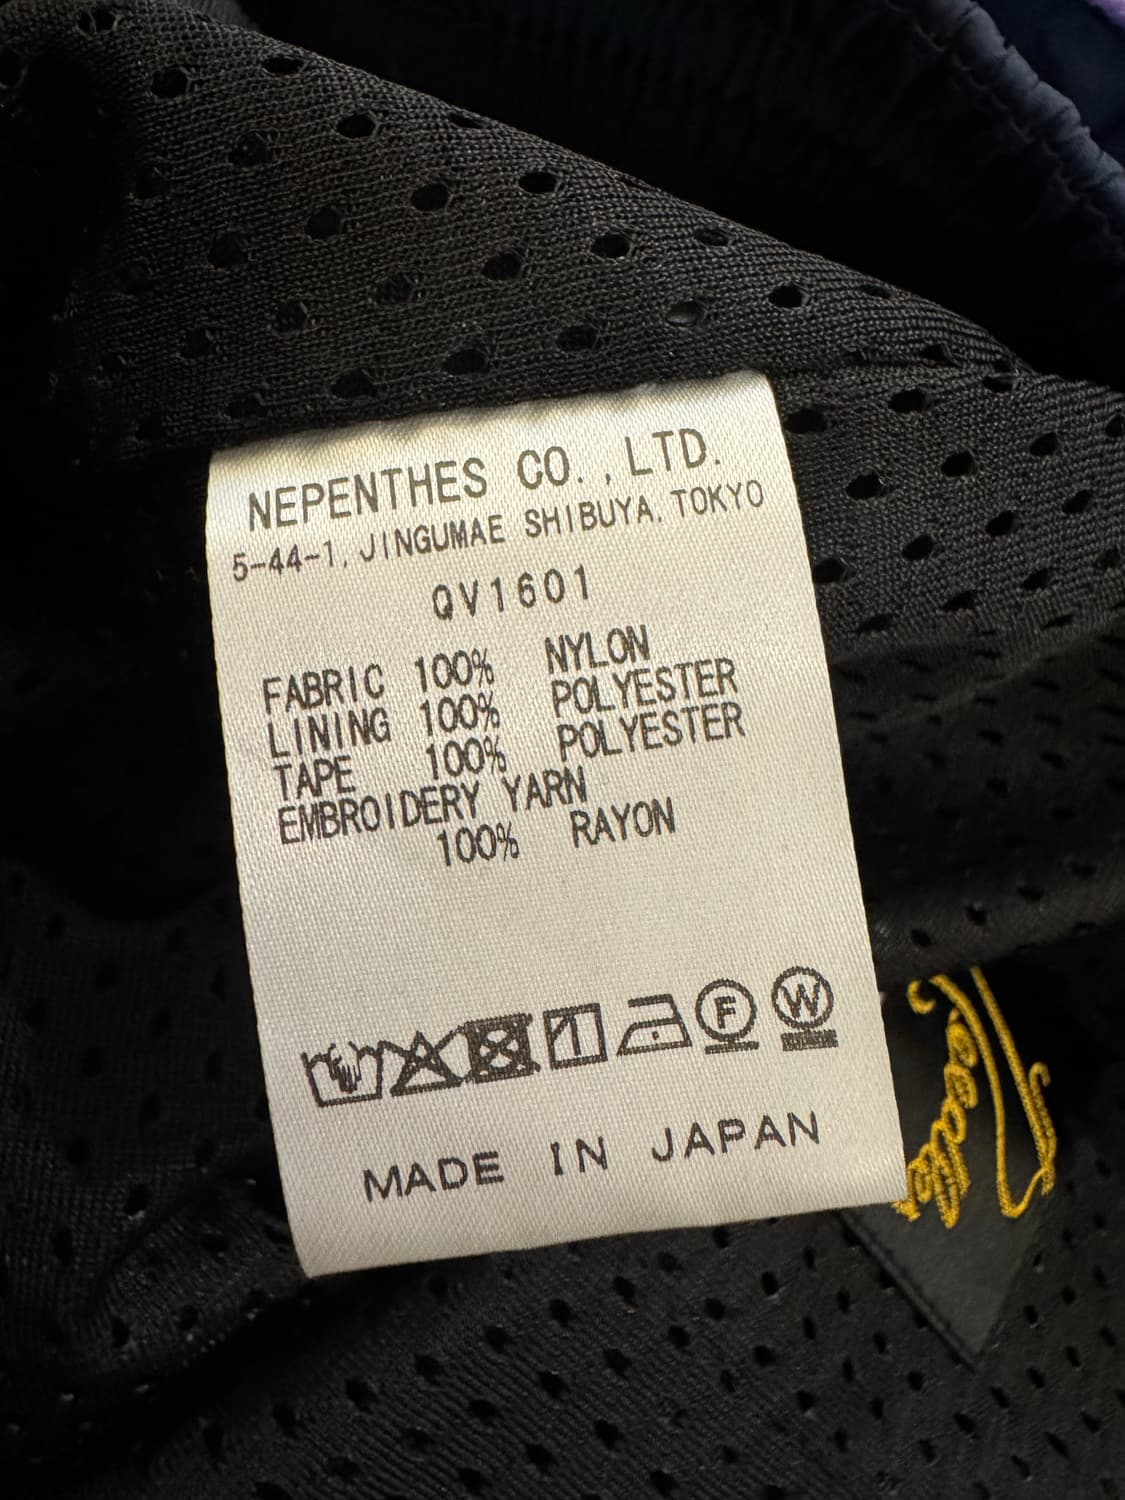 NEPENTHES CO.,LTD.
5-44-1, JINGUMAE SHIBUYA, TOKYO
QV1601
FABRIC 100% NYLON
LINING 100% POLYESTER
TAPE 100% POLYESTER
EMBROIDERY YARN
100% RAYON
F
W
MADE IN JAPAN